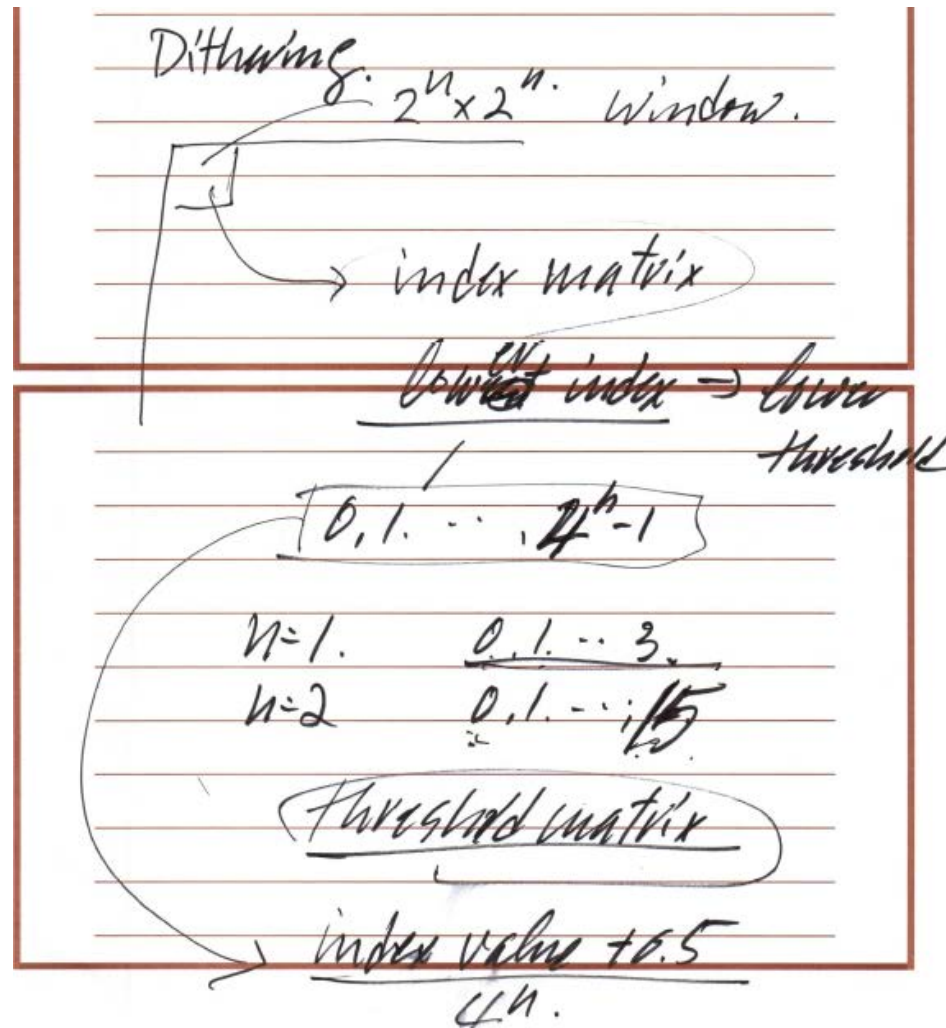 Dithering.
2^n x 2^n. window.
index matrix
lower index → lower
threshold
0, 1. ..., 4^n - 1
n=1. 0, 1. .. 3.
n=2 0, 1. ..., 15
threshold matrix
index value + 0.5
4^n.